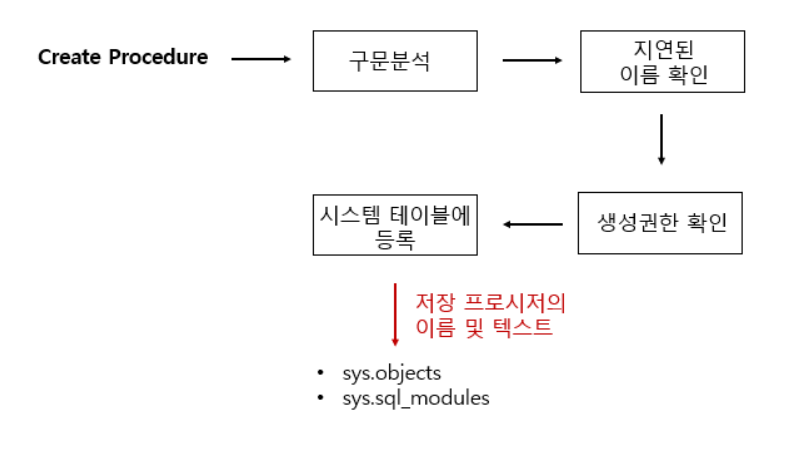 Create Procedure
구문분석
지연된
이름 확인
생성권한 확인
시스템 테이블에
등록
저장 프로시저의
이름 및 텍스트
• sys.objects
• sys.sql_modules